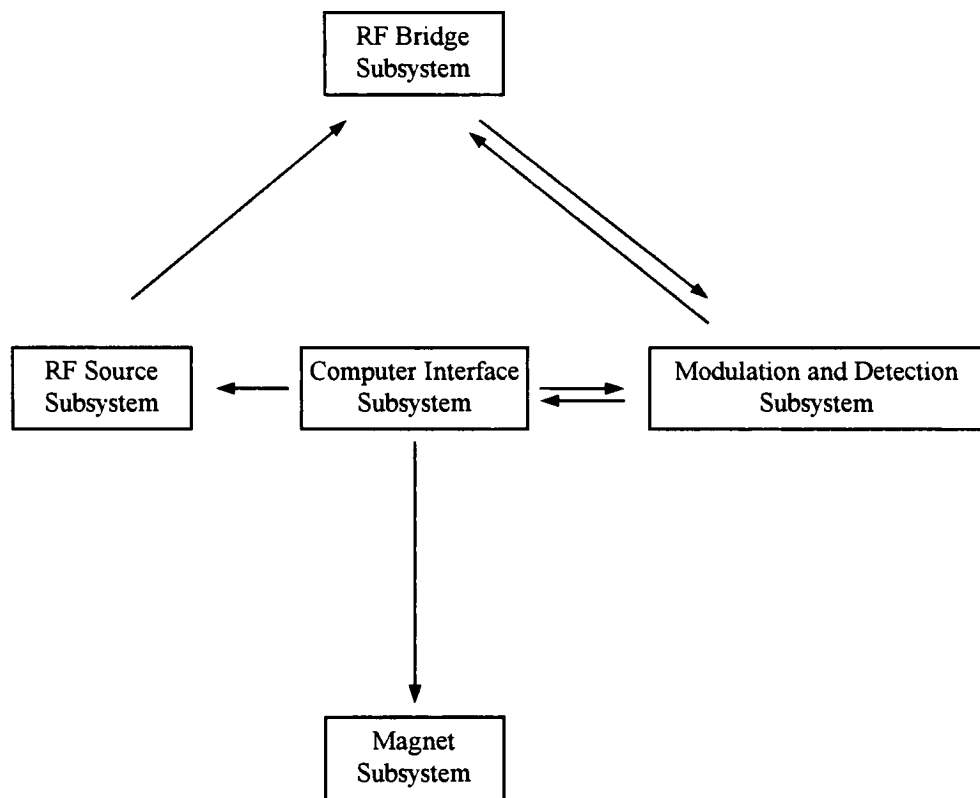 RF Bridge
Subsystem
RF Source
Subsystem
Computer Interface
Subsystem
Modulation and Detection
Subsystem
Magnet
Subsystem